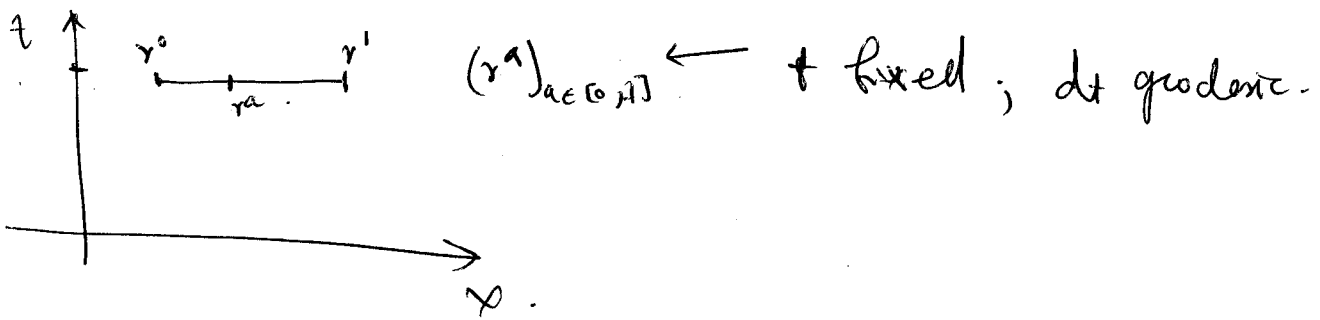 t
γ⁰ γ¹ (γᵃ)ₐ∈[0,1] ← t fixed ; dt geodesic.
γᵃ
X.